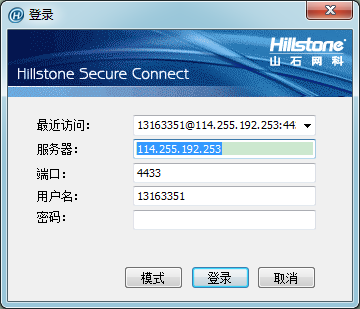 登录
Hillstone
山石网科
Hillstone Secure Connect
最近访问： 13163351@114.255.192.253:44
服务器： 114.255.192.253
端口： 4433
用户名： 13163351
密码：
模式 登录 取消